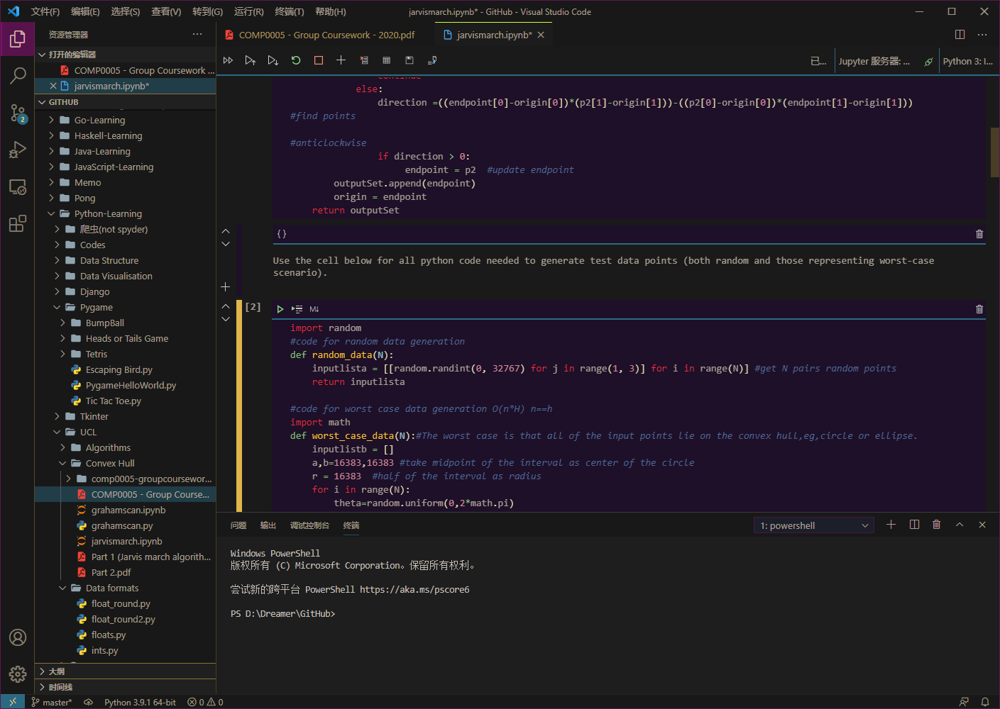 文件(F) 编辑(E) 选择(S) 查看(V) 转到(G) 运行(R) 终端(T) 帮助(H) jarvismarch.ipynb* - GitHub - Visual Studio Code
资源管理器
打开的编辑器
COMP0005 - Group Coursework ...
jarvismarch.ipynb*
GITHUB
Go-Learning
Haskell-Learning
Java-Learning
JavaScript-Learning
Memo
Pong
Python-Learning
爬虫(not spyder)
Codes
Data Structure
Data Visualisation
Django
Pygame
BumpBall
Heads or Tails Game
Tetris
Escaping Bird.py
PygameHelloWorld.py
Tic Tac Toe.py
Tkinter
UCL
Algorithms
Convex Hull
comp0005-groupcoursewor...
COMP0005 - Group Course...
grahamscan.ipynb
grahamscan.py
jarvismarch.ipynb
Part 1 (Jarvis march algorith...
Part 2.pdf
Data formats
float_round.py
float_round2.py
floats.py
ints.py
大纲
时间线
2
COMP0005 - Group Coursework - 2020.pdf jarvismarch.ipynb*
已... Jupyter 服务器: ... Python 3: I...
continue
else:
direction =((endpoint[0]-origin[0])*(p2[1]-origin[1]))-((p2[0]-origin[0])*(endpoint[1]-origin[1]))
#find points
#anticlockwise
if direction > 0:
endpoint = p2  #update endpoint
outputSet.append(endpoint)
origin = endpoint
return outputSet
{}
Use the cell below for all python code needed to generate test data points (both random and those representing worst-case
scenario).
[2] M↓
import random
#code for random data generation
def random_data(N):
inputlista = [[random.randint(0, 32767) for j in range(1, 3)] for i in range(N)] #get N pairs random points
return inputlista
#code for worst case data generation O(n*H) n==h
import math
def worst_case_data(N):#The worst case is that all of the input points lie on the convex hull,eg,circle or ellipse.
inputlistb = []
a,b=16383,16383 #take midpoint of the interval as center of the circle
r = 16383  #half of the interval as radius
for i in range(N):
theta=random.uniform(0,2*math.pi)
问题 输出 调试控制台 终端 1: powershell
Windows PowerShell
版权所有 (C) Microsoft Corporation。保留所有权利。
尝试新的跨平台 PowerShell https://aka.ms/pscore6
PS D:\Dreamer\GitHub>
master* Python 3.9.1 64-bit 0 0